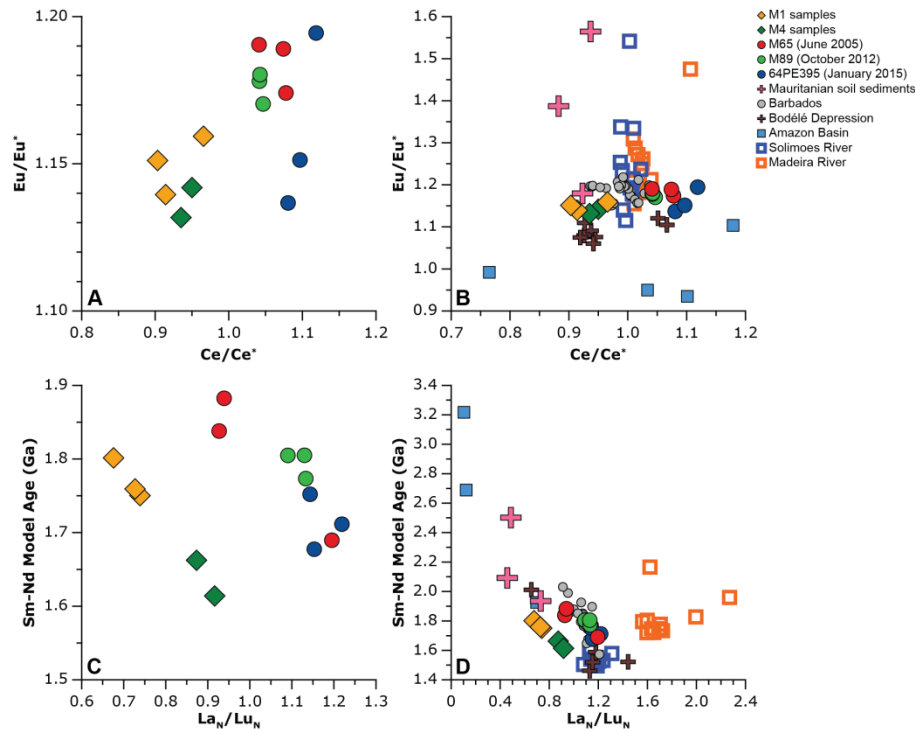 1.20
1.15
1.10
Eu/Eu*
A
0.8
0.9
1.0
1.1
1.2
Ce/Ce*
1.6
1.5
1.4
1.3
1.2
1.1
1.0
0.9
Eu/Eu*
B
0.7
0.8
0.9
1.0
1.1
1.2
Ce/Ce*
M1 samples
M4 samples
M65 (June 2005)
M89 (October 2012)
64PE395 (January 2015)
Mauritanian soil sediments
Barbados
Bodélé Depression
Amazon Basin
Solimoes River
Madeira River
1.9
1.8
1.7
1.6
1.5
Sm-Nd Model Age (Ga)
C
0.6
0.7
0.8
0.9
1.0
1.1
1.2
1.3
LaN/LuN
3.4
3.2
3.0
2.8
2.6
2.4
2.2
2.0
1.8
1.6
1.4
Sm-Nd Model Age (Ga)
D
0
0.4
0.8
1.2
1.6
2.0
2.4
LaN/LuN